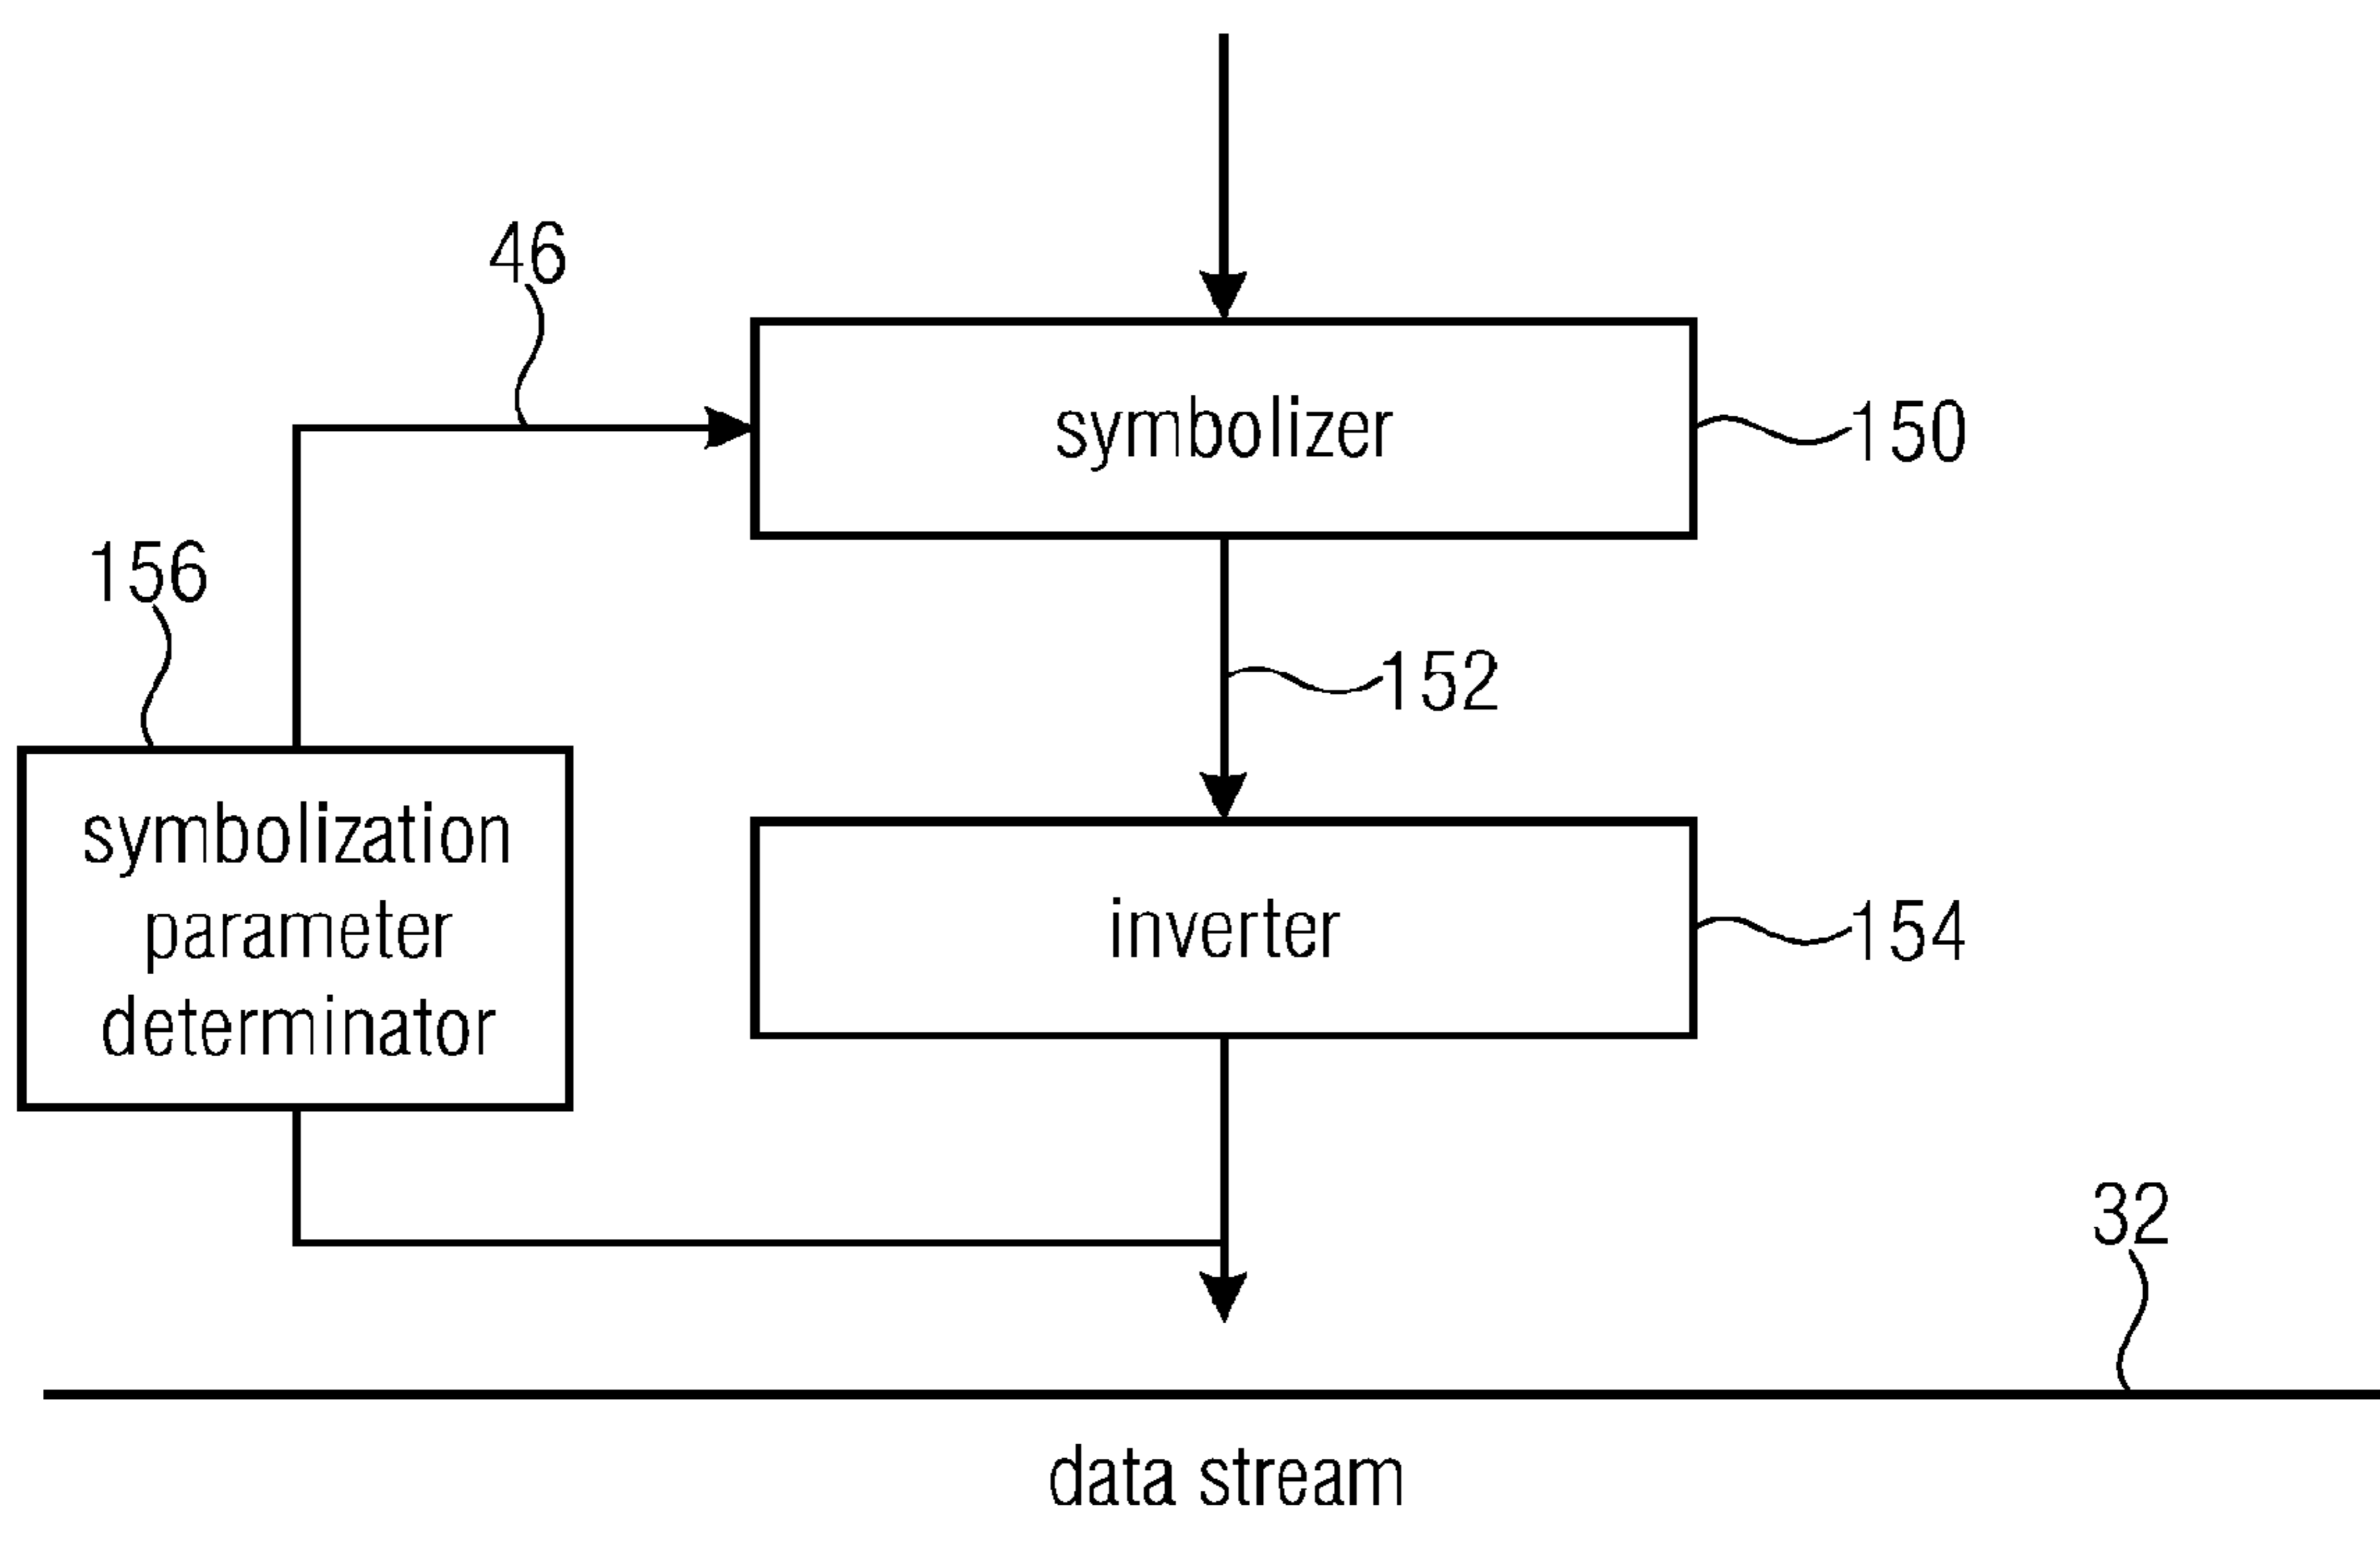 46
symbolizer
150
156
152
symbolization
parameter
determinator
inverter
154
32
data stream